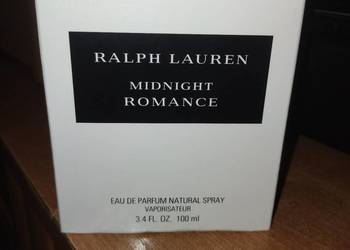 RALPH LAUREN
MIDNIGHT
ROMANCE
EAU DE PARFUM NATURAL SPRAY
VAPORISATEUR
3.4 FL. OZ. 100 ml